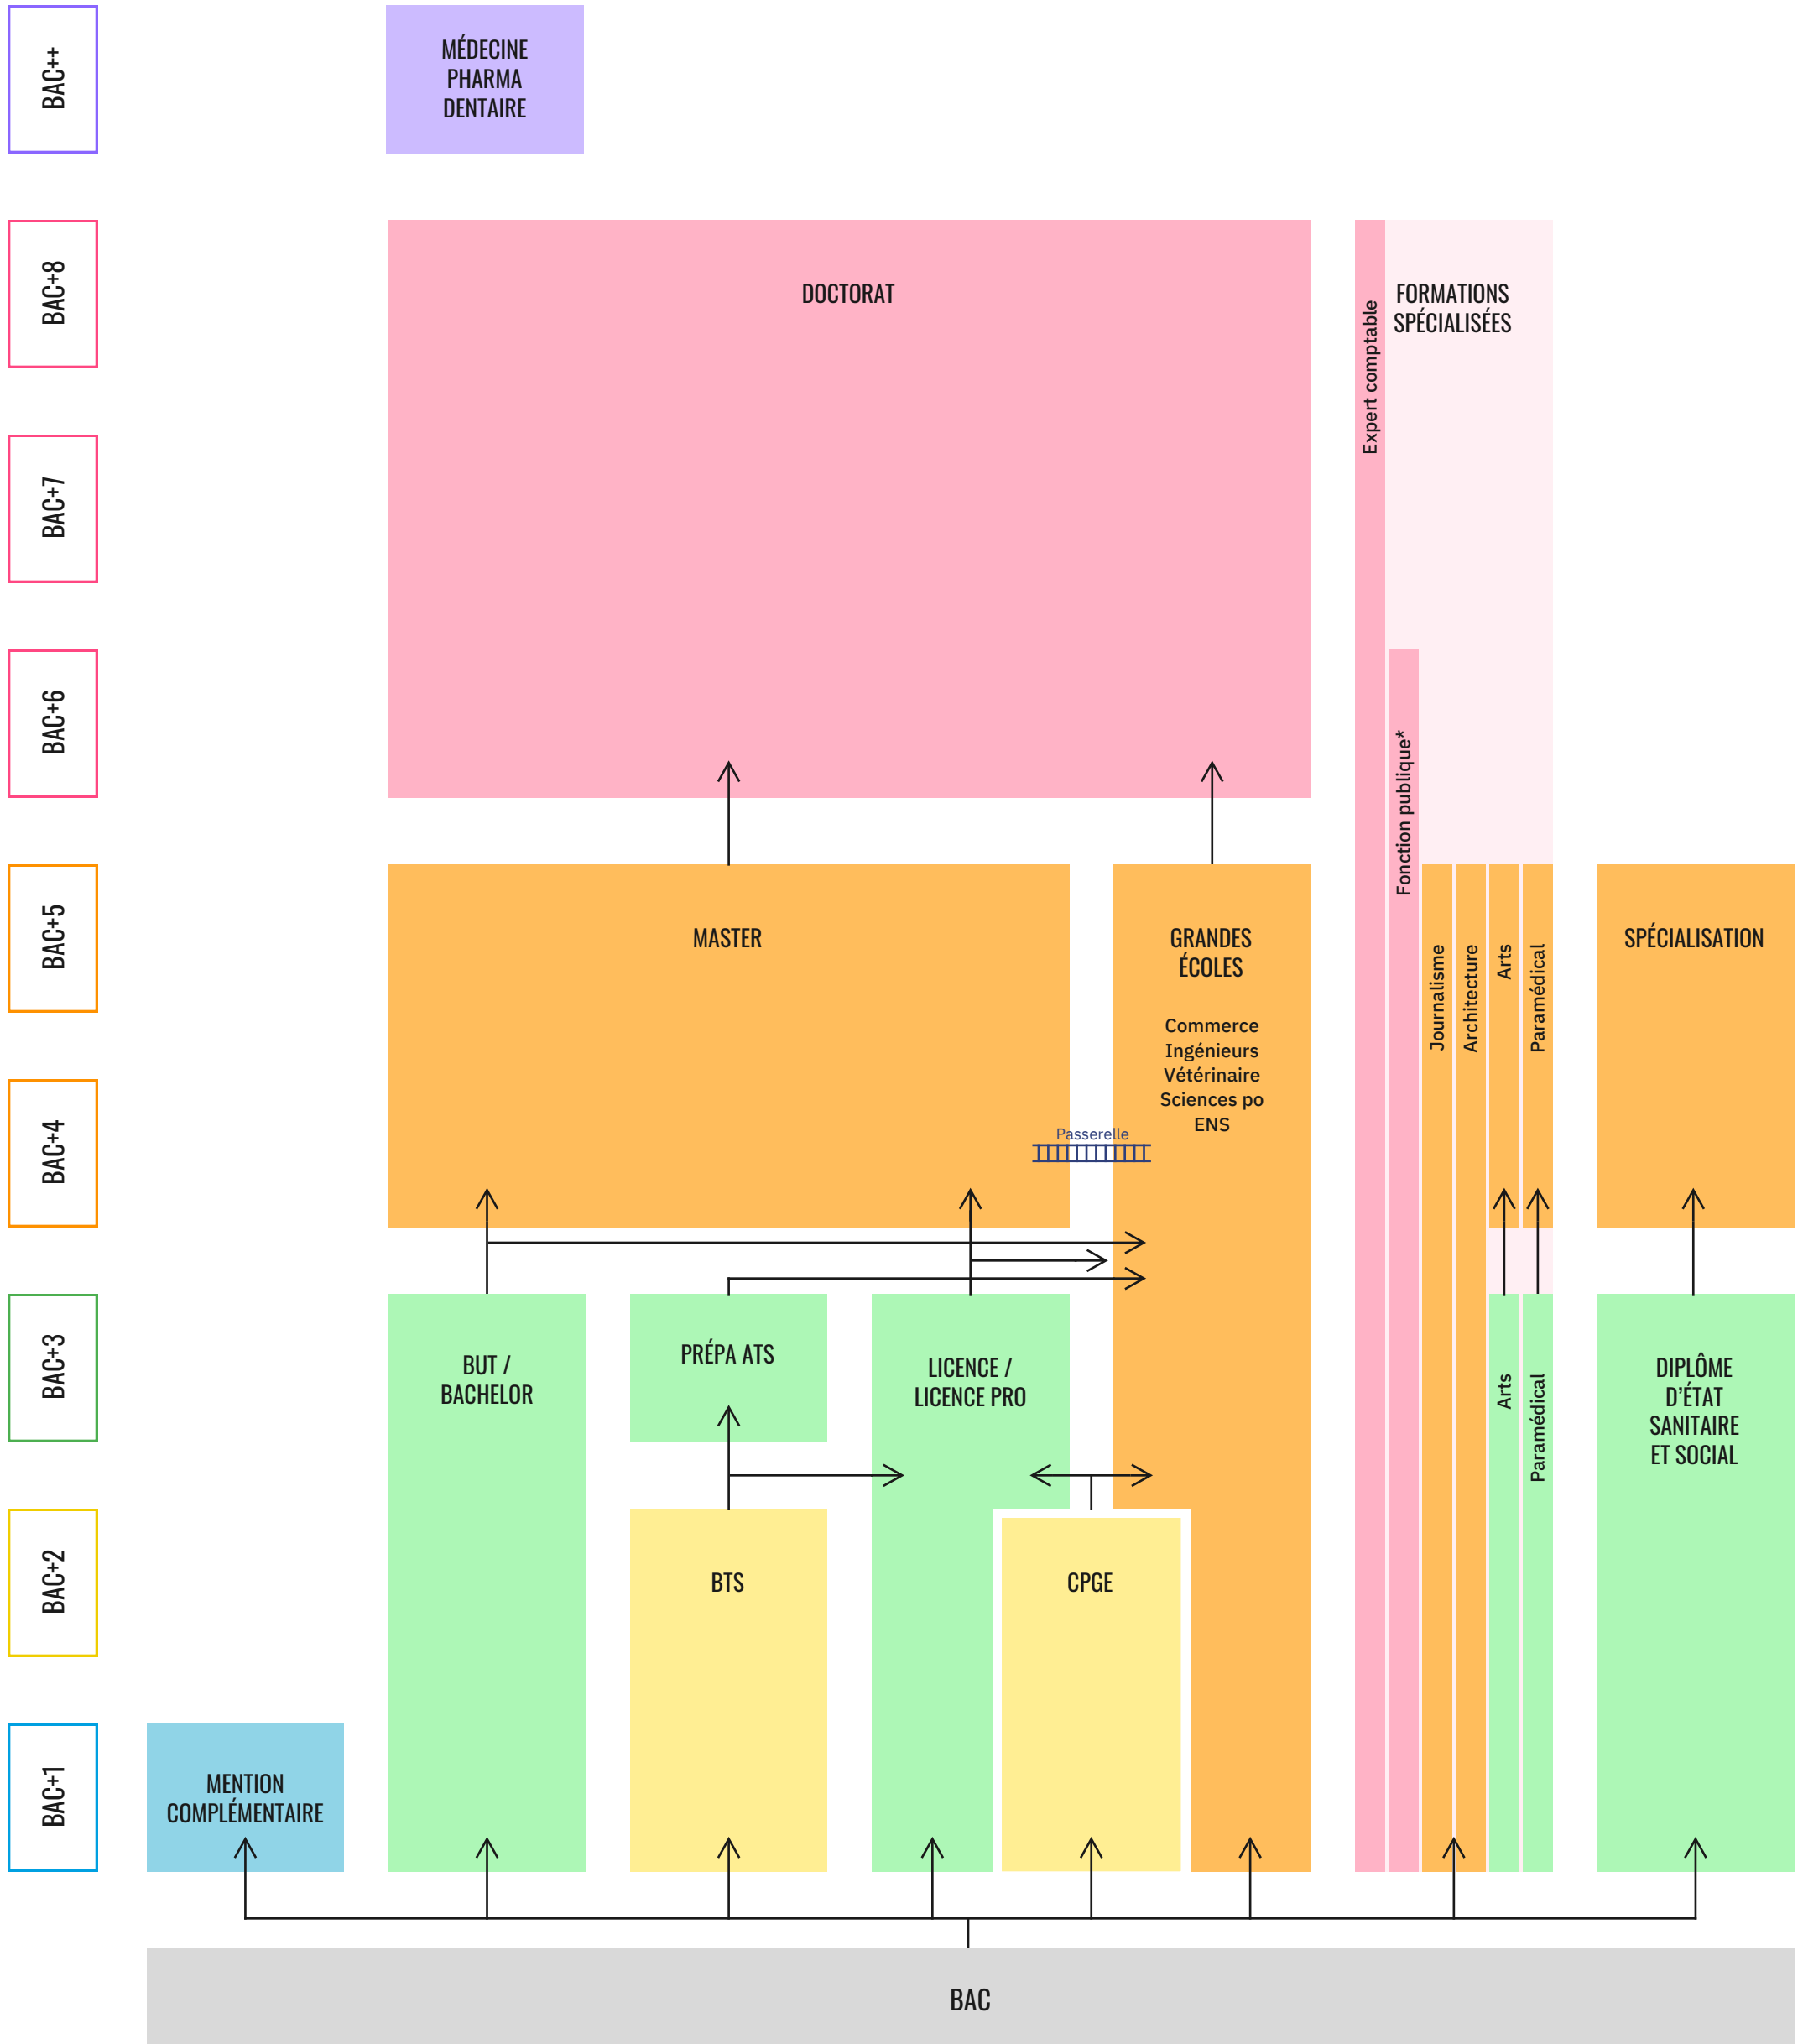 BAC++
MÉDECINE
PHARMA
DENTAIRE
BAC+8
DOCTORAT
Expert comptable
FORMATIONS
SPÉCIALISÉES
BAC+7
BAC+6
Fonction publique*
BAC+5
MASTER
GRANDES
ÉCOLES
Commerce
Ingénieurs
Vétérinaire
Sciences po
ENS
Journalisme
Architecture
Arts
Paramédical
SPÉCIALISATION
BAC+4
Passerelle
BAC+3
BUT /
BACHELOR
PRÉPA ATS
LICENCE /
LICENCE PRO
Arts
Paramédical
DIPLÔME
D’ÉTAT
SANITAIRE
ET SOCIAL
BAC+2
BTS
CPGE
BAC+1
MENTION
COMPLÉMENTAIRE
BAC